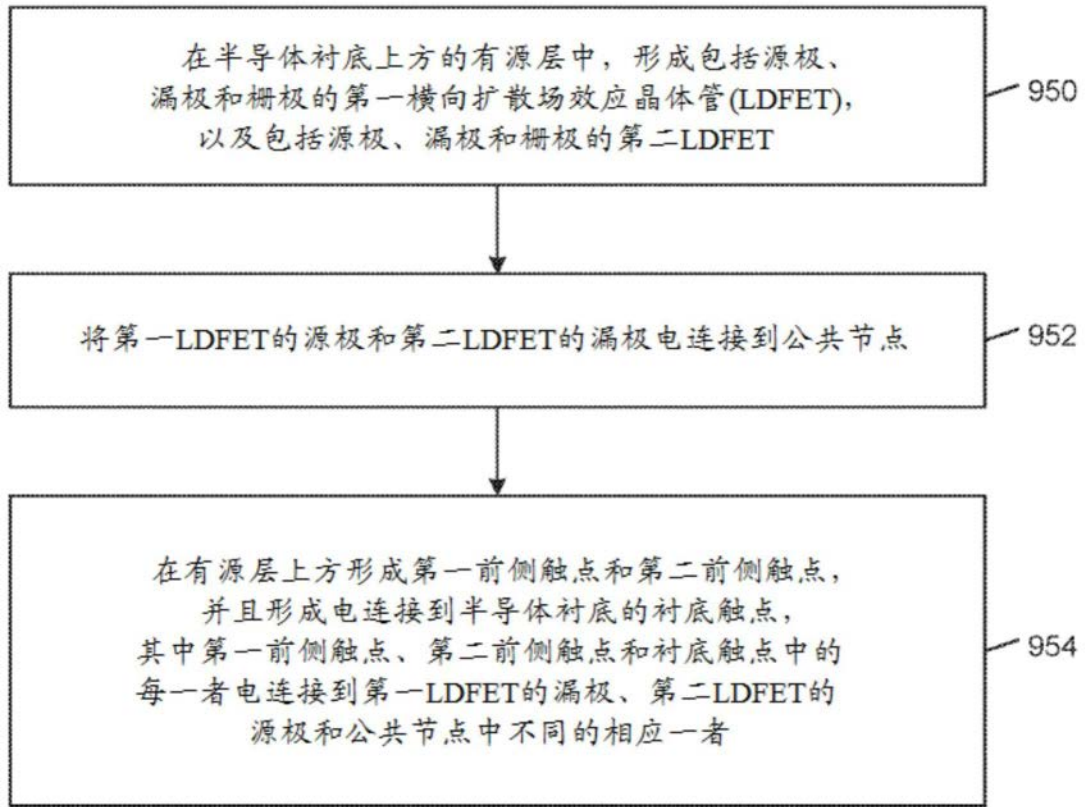 在半导体衬底上方的有源层中，形成包括源极、
漏极和栅极的第一横向扩散场效应晶体管(LDFET)，
以及包括源极、漏极和栅极的第二LDFET
950
将第一LDFET的源极和第二LDFET的漏极电连接到公共节点
952
在有源层上方形成第一前侧触点和第二前侧触点，
并且形成电连接到半导体衬底的衬底触点，
其中第一前侧触点、第二前侧触点和衬底触点中的
每一者电连接到第一LDFET的漏极、第二LDFET的
源极和公共节点中不同的相应一者
954